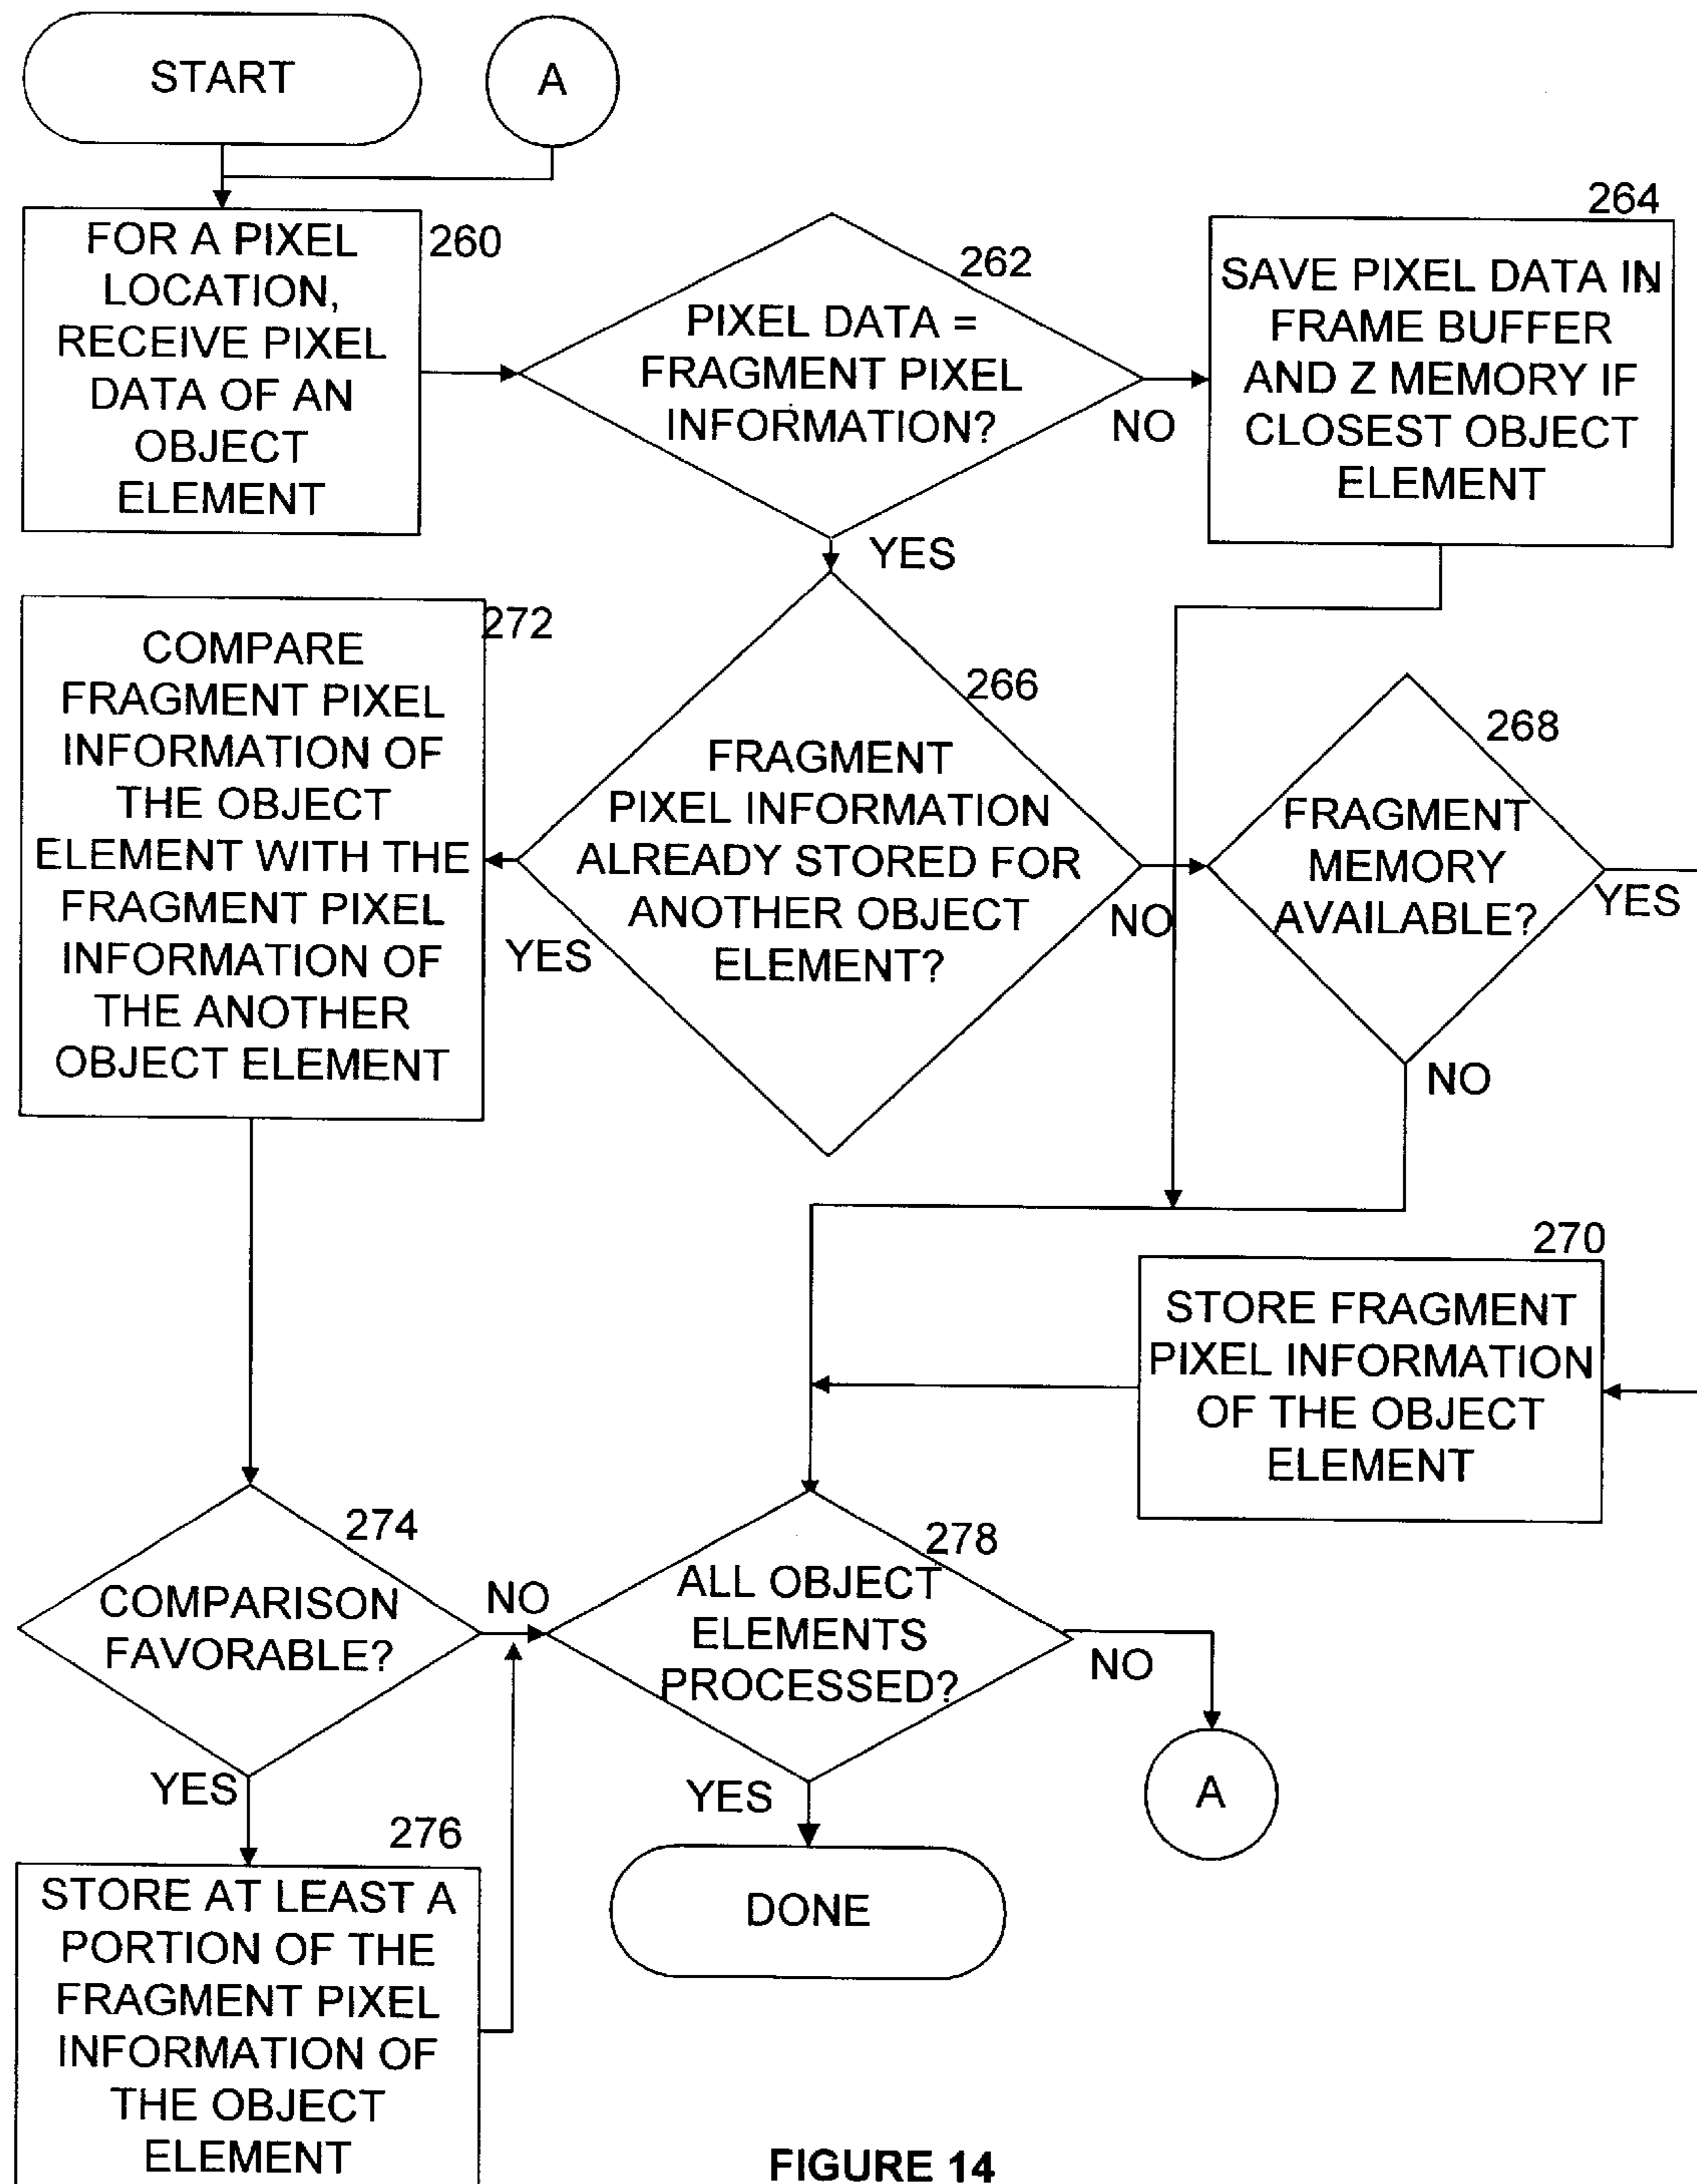 START
A
FOR A PIXEL
LOCATION,
RECEIVE PIXEL
DATA OF AN
OBJECT
ELEMENT
260
262
PIXEL DATA =
FRAGMENT PIXEL
INFORMATION?
NO
YES
264
SAVE PIXEL DATA IN
FRAME BUFFER
AND Z MEMORY IF
CLOSEST OBJECT
ELEMENT
272
COMPARE
FRAGMENT PIXEL
INFORMATION OF
THE OBJECT
ELEMENT WITH THE
FRAGMENT PIXEL
INFORMATION OF
THE ANOTHER
OBJECT ELEMENT
266
FRAGMENT
PIXEL INFORMATION
ALREADY STORED FOR
ANOTHER OBJECT
ELEMENT?
YES
NO
268
FRAGMENT
MEMORY
AVAILABLE?
YES
NO
270
STORE FRAGMENT
PIXEL INFORMATION
OF THE OBJECT
ELEMENT
274
COMPARISON
FAVORABLE?
NO
YES
278
ALL OBJECT
ELEMENTS
PROCESSED?
NO
YES
A
276
STORE AT LEAST A
PORTION OF THE
FRAGMENT PIXEL
INFORMATION OF
THE OBJECT
ELEMENT
DONE
FIGURE 14